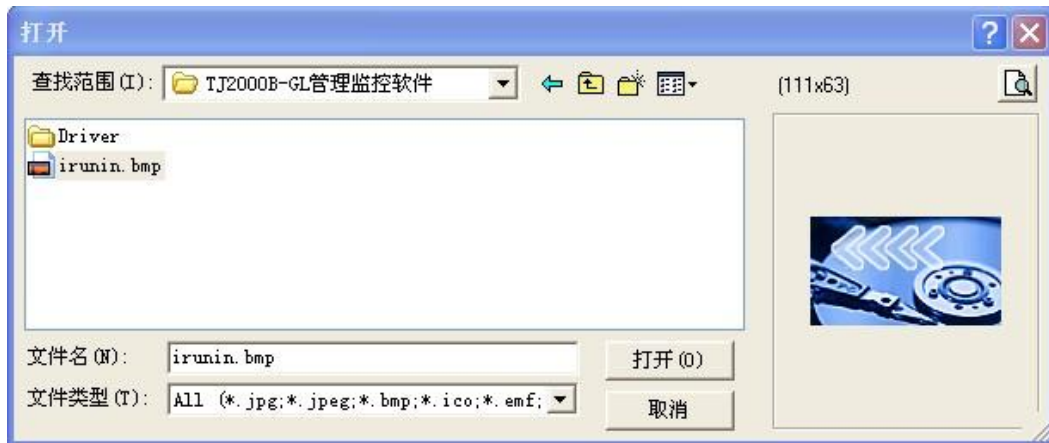 打开
查找范围(I): TJ2000B-GL管理监控软件 (111x63)
Driver
irunin.bmp
文件名(N): irunin.bmp 打开(O)
文件类型(T): All (*.jpg;*.jpeg;*.bmp;*.ico;*.emf; 取消